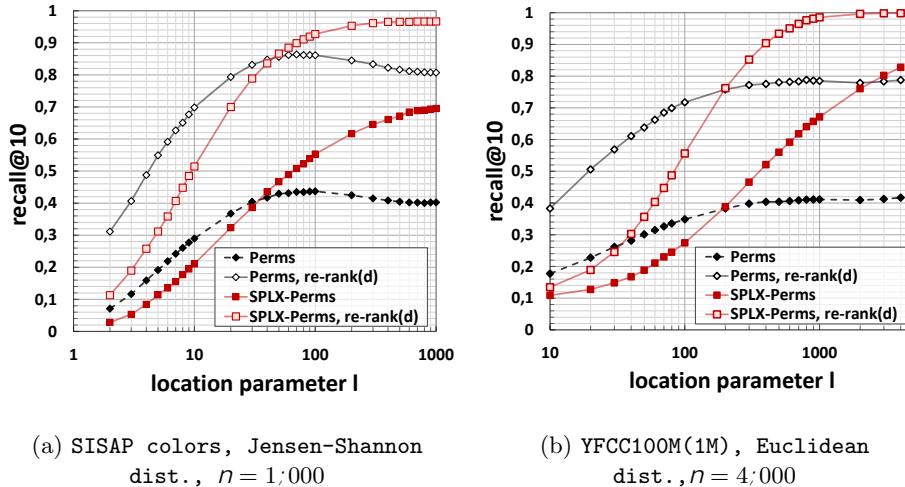 1
0,9
0,8
0,7
0,6
0,5
0,4
0,3
0,2
0,1
0
recall@10
Perms
Perms, re-rank(d)
SPLX-Perms
SPLX-Perms, re-rank(d)
1 10 100 1000
location parameter l
(a) SISAP colors, Jensen-Shannon
dist., n = 1,000
1
0,9
0,8
0,7
0,6
0,5
0,4
0,3
0,2
0,1
0
recall@10
Perms
Perms, re-rank(d)
SPLX-Perms
SPLX-Perms, re-rank(d)
10 100 1000
location parameter l
(b) YFCC100M(1M), Euclidean
dist.,n = 4,000